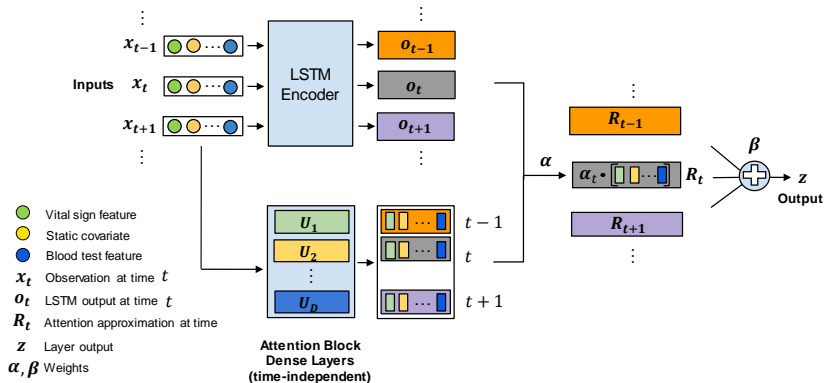 Inputs
x_{t-1}
x_t
x_{t+1}
LSTM
Encoder
o_{t-1}
o_t
o_{t+1}
U_1
U_2
U_D
t − 1
t
t + 1
Attention Block
Dense Layers
(time-independent)
α
R_{t-1}
α_t • [ ··· ] R_t
R_{t+1}
β
z
Output
Vital sign feature
Static covariate
Blood test feature
x_t Observation at time t
o_t LSTM output at time t
R_t Attention approximation at time
z Layer output
α, β Weights